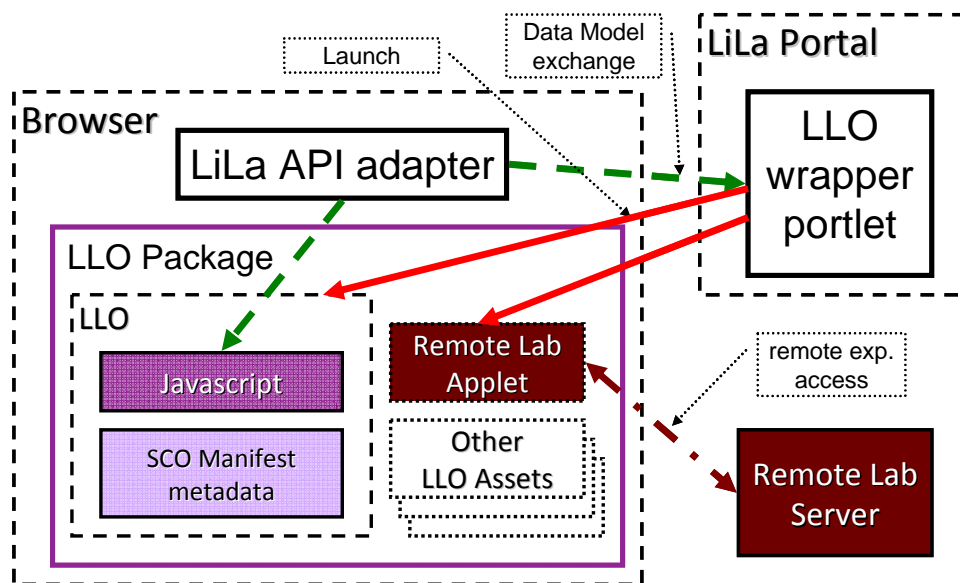 Launch
Data Model
exchange
LiLa Portal
Browser
LiLa API adapter
LLO
wrapper
portlet
LLO Package
LLO
Javascript
SCO Manifest
metadata
Remote Lab
Applet
Other
LLO Assets
remote exp.
access
Remote Lab
Server